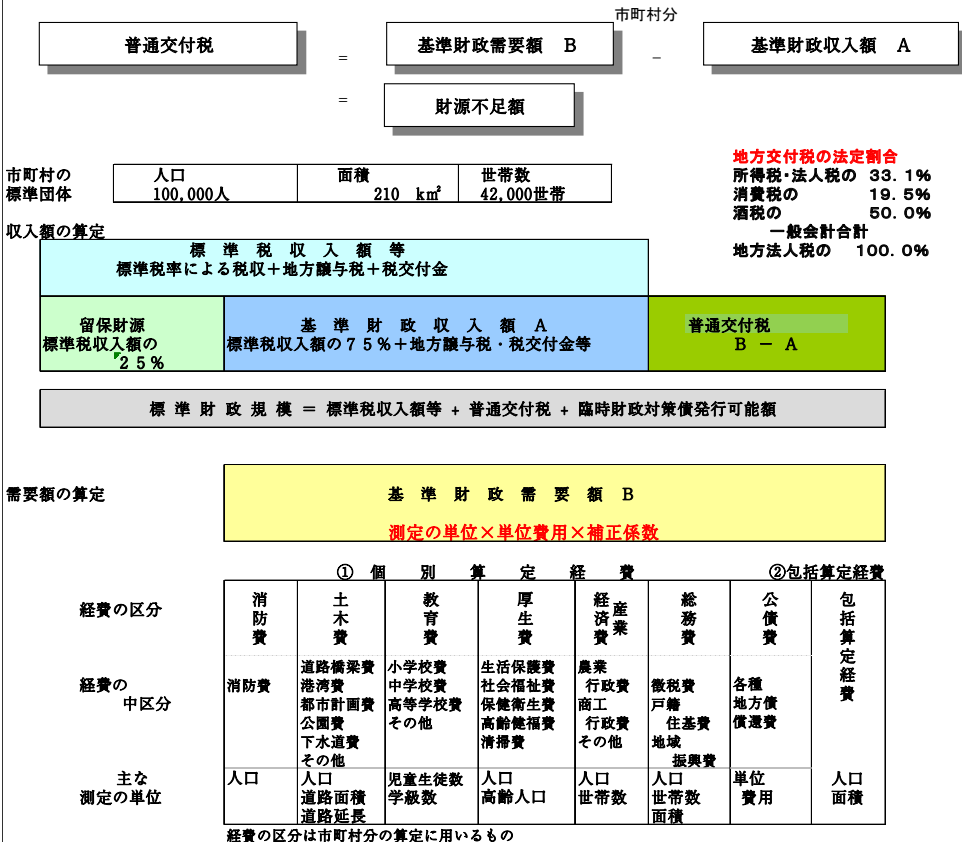 市町村分
普通交付税 = 基準財政需要額 B − 基準財政収入額 A
= 財源不足額
地方交付税の法定割合
所得税・法人税の 33.1%
消費税の 19.5%
酒税の 50.0%
一般会計合計
地方法人税の 100.0%
市町村の 人口 面積 世帯数
標準団体 100,000人 210 k㎡ 42,000世帯
収入額の算定
標 準 税 収 入 額 等
標準税率による税収＋地方譲与税＋税交付金
留保財源
標準税収入額の
25%
基 準 財 政 収 入 額 A
標準税収入額の75%＋地方譲与税・税交付金等
普通交付税
B − A
標 準 財 政 規 模 = 標準税収入額等 + 普通交付税 + 臨時財政対策債発行可能額
需要額の算定
基 準 財 政 需 要 額 B
測定の単位×単位費用×補正係数
① 個 別 算 定 経 費
②包括算定経費
経費の区分
消防費
土木費
教育費
厚生費
産業
経済費
総務費
公債費
包括算定経費
経費の
中区分
消防費
道路橋梁費
港湾費
都市計画費
公園費
下水道費
その他
小学校費
中学校費
高等学校費
その他
生活保護費
社会福祉費
保健衛生費
高齢健福費
清掃費
農業
行政費
商工
行政費
その他
徴税費
戸籍
住基費
地域
振興費
各種
地方債
償還費
主な
測定の単位
人口
人口
道路面積
道路延長
児童生徒数
学級数
人口
高齢人口
人口
世帯数
人口
世帯数
面積
単位
費用
人口
面積
経費の区分は市町村分の算定に用いるもの